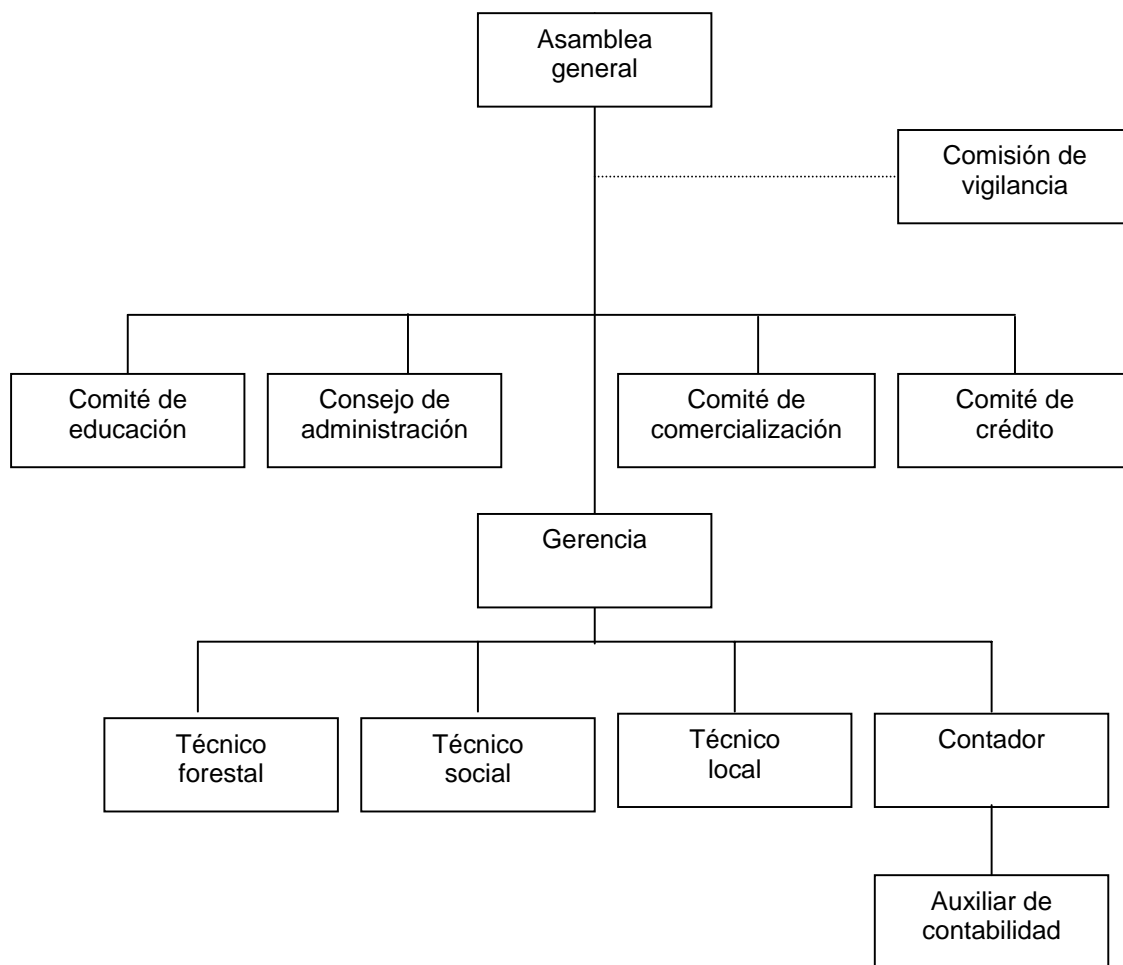 Asamblea
general
Comisión de
vigilancia
Comité de
educación
Consejo de
administración
Comité de
comercialización
Comité de
crédito
Gerencia
Técnico
forestal
Técnico
social
Técnico
local
Contador
Auxiliar de
contabilidad